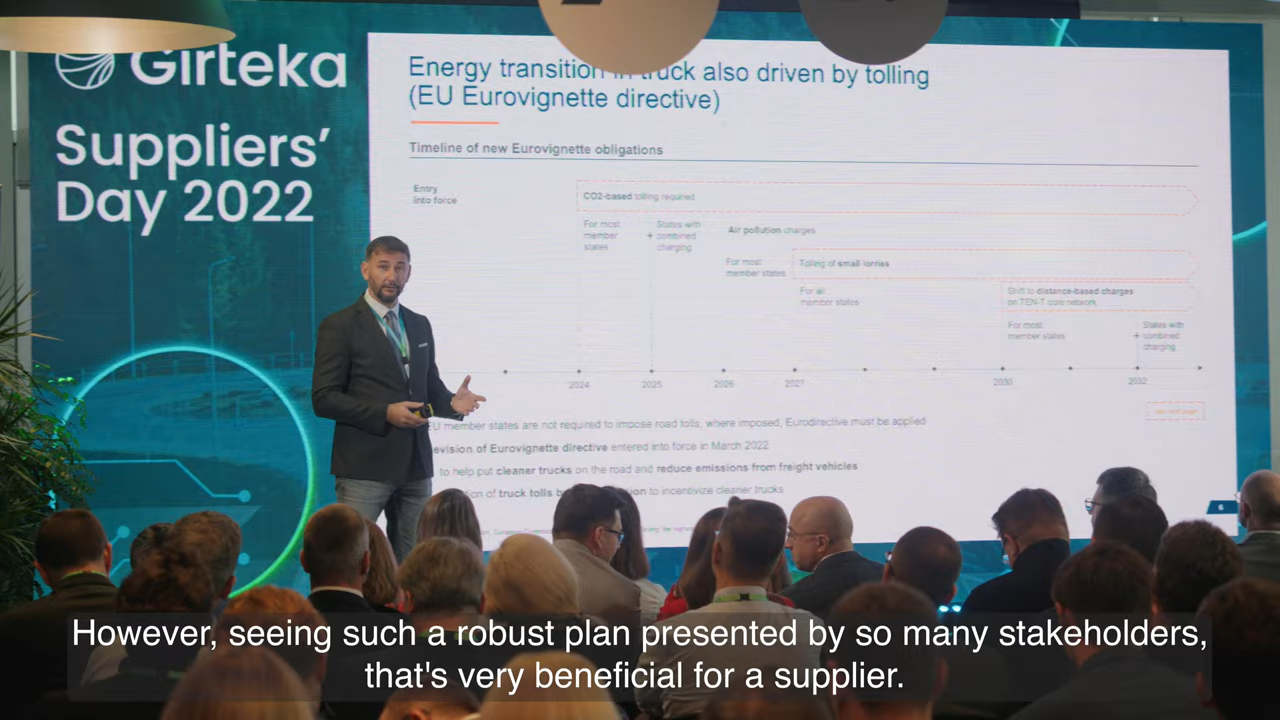 Girteka
Suppliers'
Day 2022
Energy transition in truck also driven by tolling
(EU Eurovignette directive)
Timeline of new Eurovignette obligations
Entry
into force
CO2-based tolling required
For most
member
states
+ States with
combined
charging
Air pollution charges
For most
member states
Tolling of small lorries
For all
member states
Shift to distance-based charges
on TEN-T core network
For most
member states
+ States with
combined
charging
2024 2025 2026 2027 2030 2032
EU member states are not required to impose road tolls, where imposed, Eurodirective must be applied
evision of Eurovignette directive entered into force in March 2022
to help put cleaner trucks on the road and reduce emissions from freight vehicles
on of truck tolls to incentivize cleaner trucks
6
However, seeing such a robust plan presented by so many stakeholders,
that's very beneficial for a supplier.